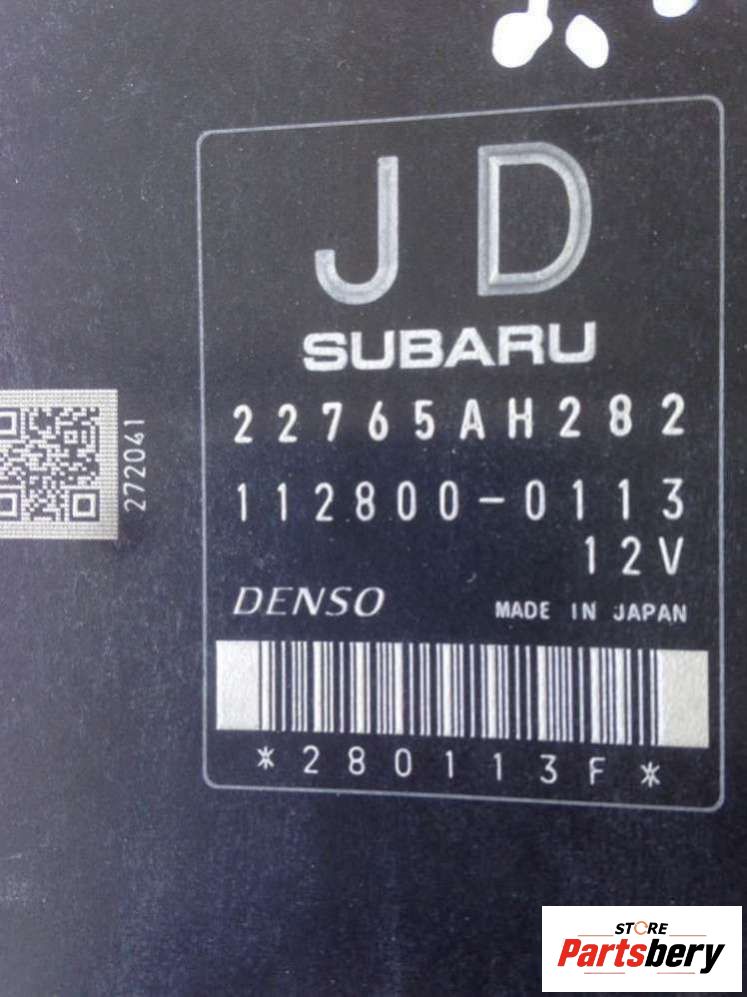 JD
SUBARU
22765AH282
112800-0113
12V
DENSO MADE IN JAPAN
*280113F*
272041
STORE
Partsbery